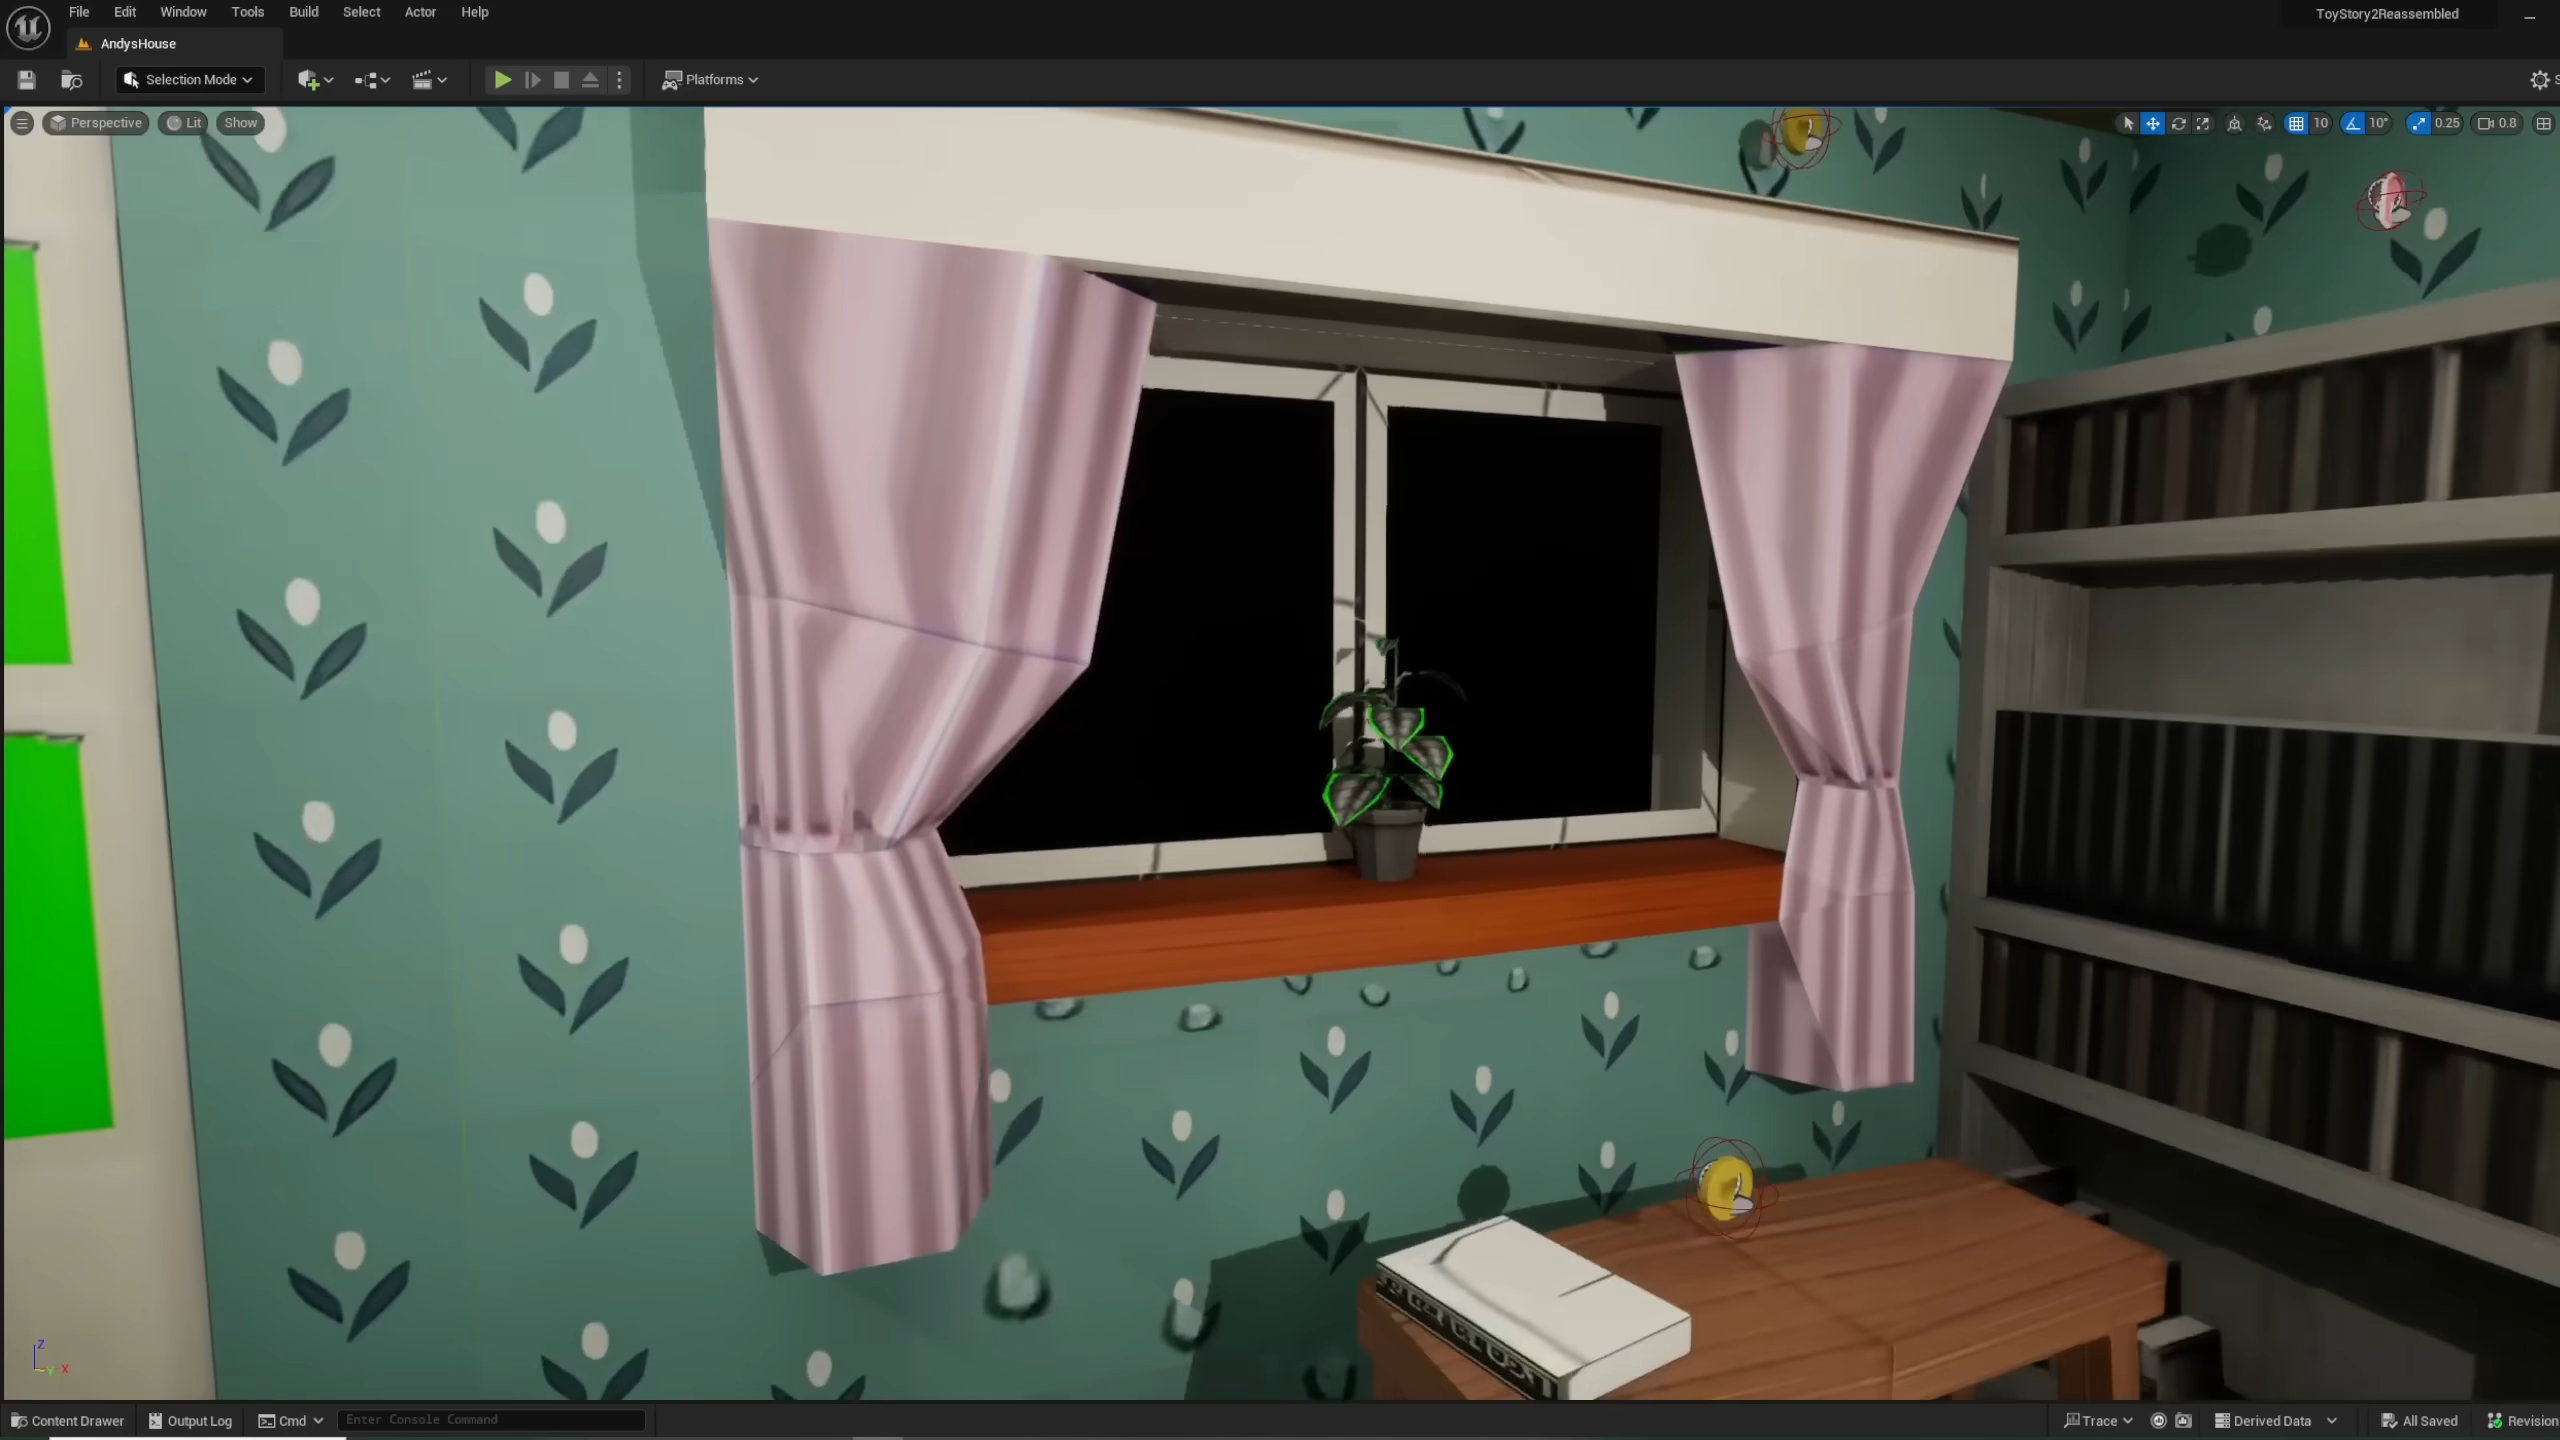 File Edit Window Tools Build Select Actor Help
ToyStory2Reassembled
AndysHouse
Selection Mode
Platforms
Perspective Lit Show
10 10° 0.25 0.8
Z
Y X
Content Drawer Output Log Cmd Enter Console Command
Trace Derived Data All Saved Revision